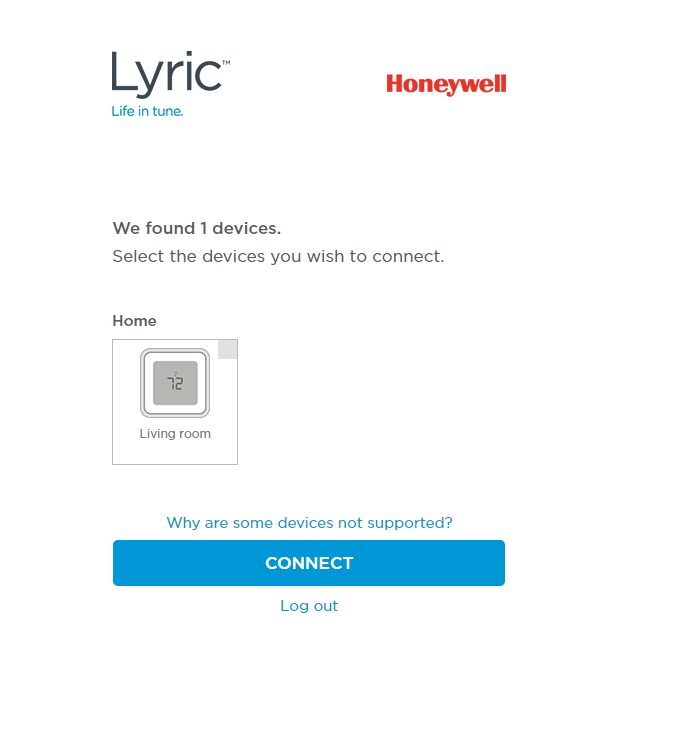 Lyric™
Honeywell
Life in tune.
We found 1 devices.
Select the devices you wish to connect.
Home
72
Living room
Why are some devices not supported?
CONNECT
Log out